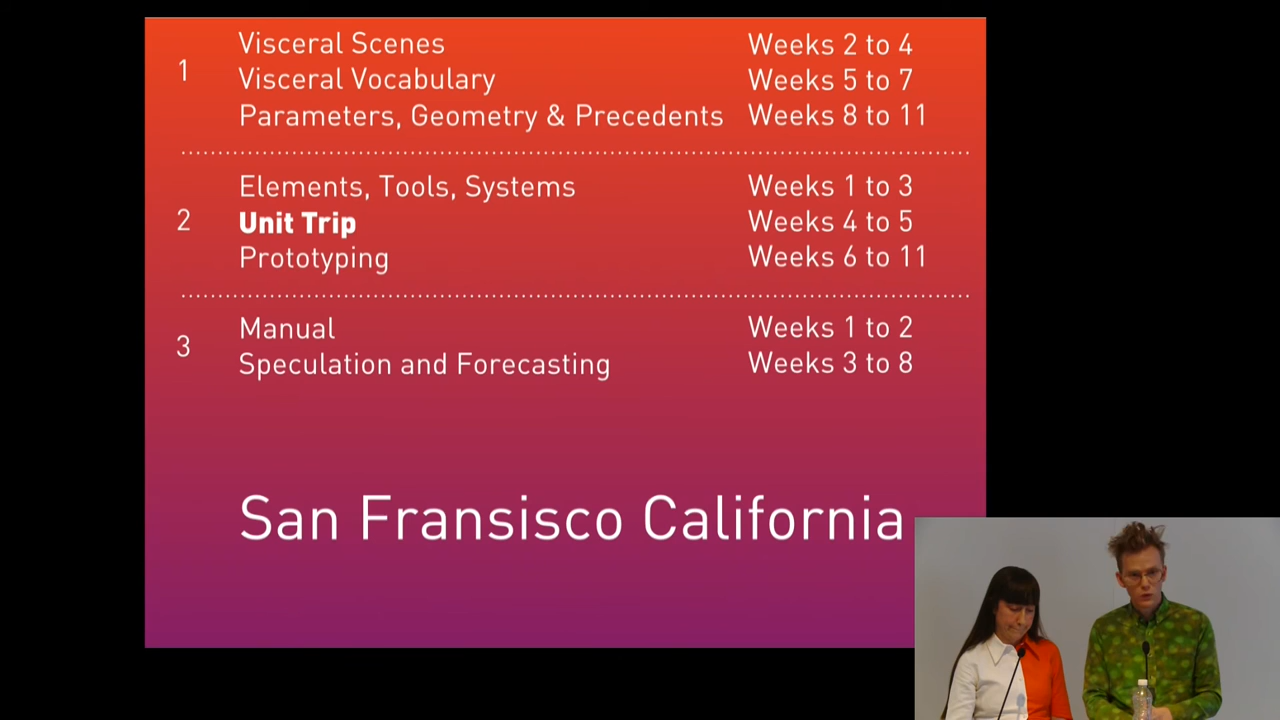 1
Visceral Scenes Weeks 2 to 4
Visceral Vocabulary Weeks 5 to 7
Parameters, Geometry & Precedents Weeks 8 to 11
2
Elements, Tools, Systems Weeks 1 to 3
Unit Trip Weeks 4 to 5
Prototyping Weeks 6 to 11
3
Manual Weeks 1 to 2
Speculation and Forecasting Weeks 3 to 8
San Fransisco California